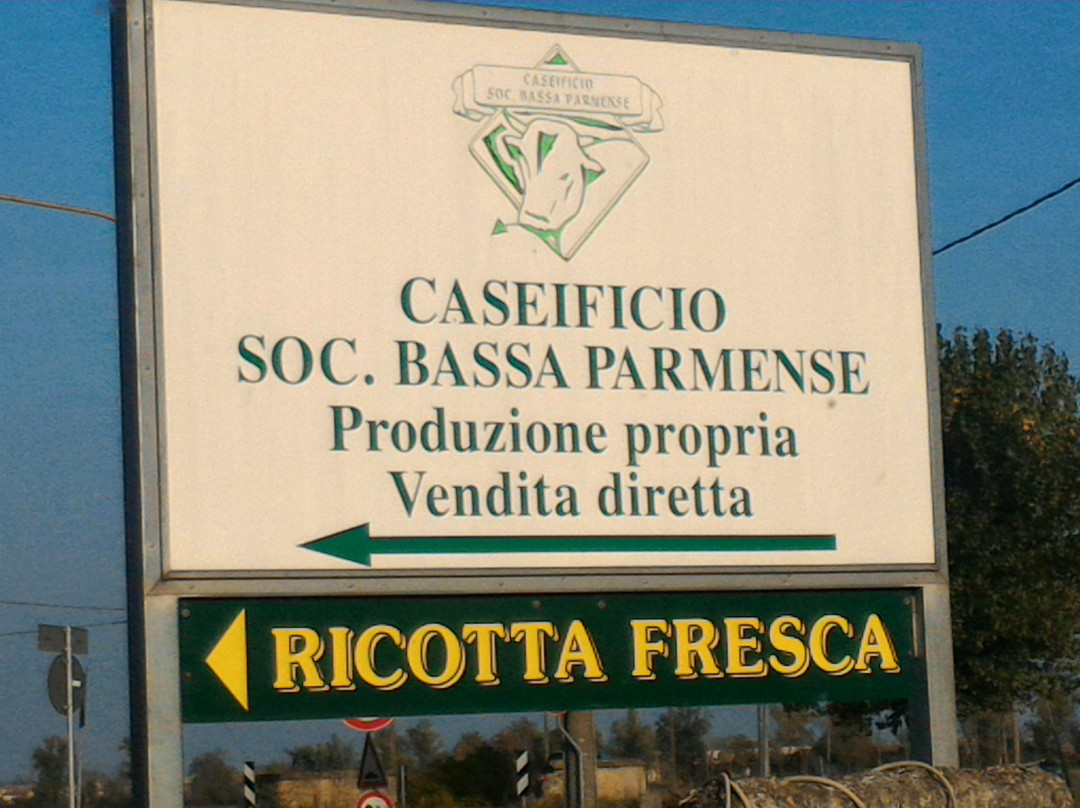 CASEIFICIO
SOC. BASSA PARMENSE
CASEIFICIO
SOC. BASSA PARMENSE
Produzione propria
Vendita diretta
RICOTTA FRESCA